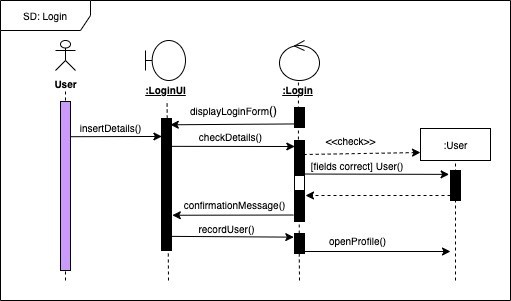 SD: Login
User
:LoginUI
:Login
displayLoginForm()
insertDetails()
checkDetails()
<<check>>
:User
[fields correct] User()
confirmationMessage()
recordUser()
openProfile()